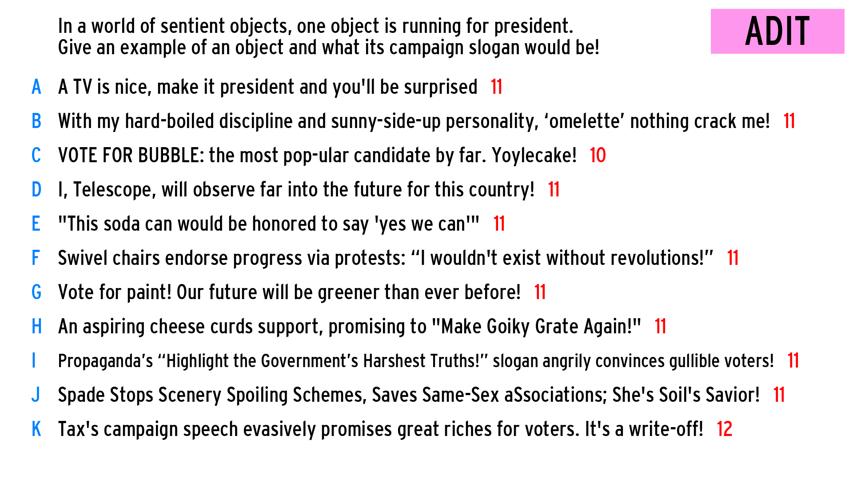 In a world of sentient objects, one object is running for president.
Give an example of an object and what its campaign slogan would be!
ADIT
A A TV is nice, make it president and you'll be surprised 11
B With my hard-boiled discipline and sunny-side-up personality, ‘omelette’ nothing crack me! 11
C VOTE FOR BUBBLE: the most pop-ular candidate by far. Yoylecake! 10
D I, Telescope, will observe far into the future for this country! 11
E "This soda can would be honored to say 'yes we can'" 11
F Swivel chairs endorse progress via protests: “I wouldn't exist without revolutions!” 11
G Vote for paint! Our future will be greener than ever before! 11
H An aspiring cheese curds support, promising to "Make Goiky Grate Again!" 11
I Propaganda’s “Highlight the Government’s Harshest Truths!” slogan angrily convinces gullible voters! 11
J Spade Stops Scenery Spoiling Schemes, Saves Same-Sex aSsociations; She's Soil's Savior! 11
K Tax's campaign speech evasively promises great riches for voters. It's a write-off! 12